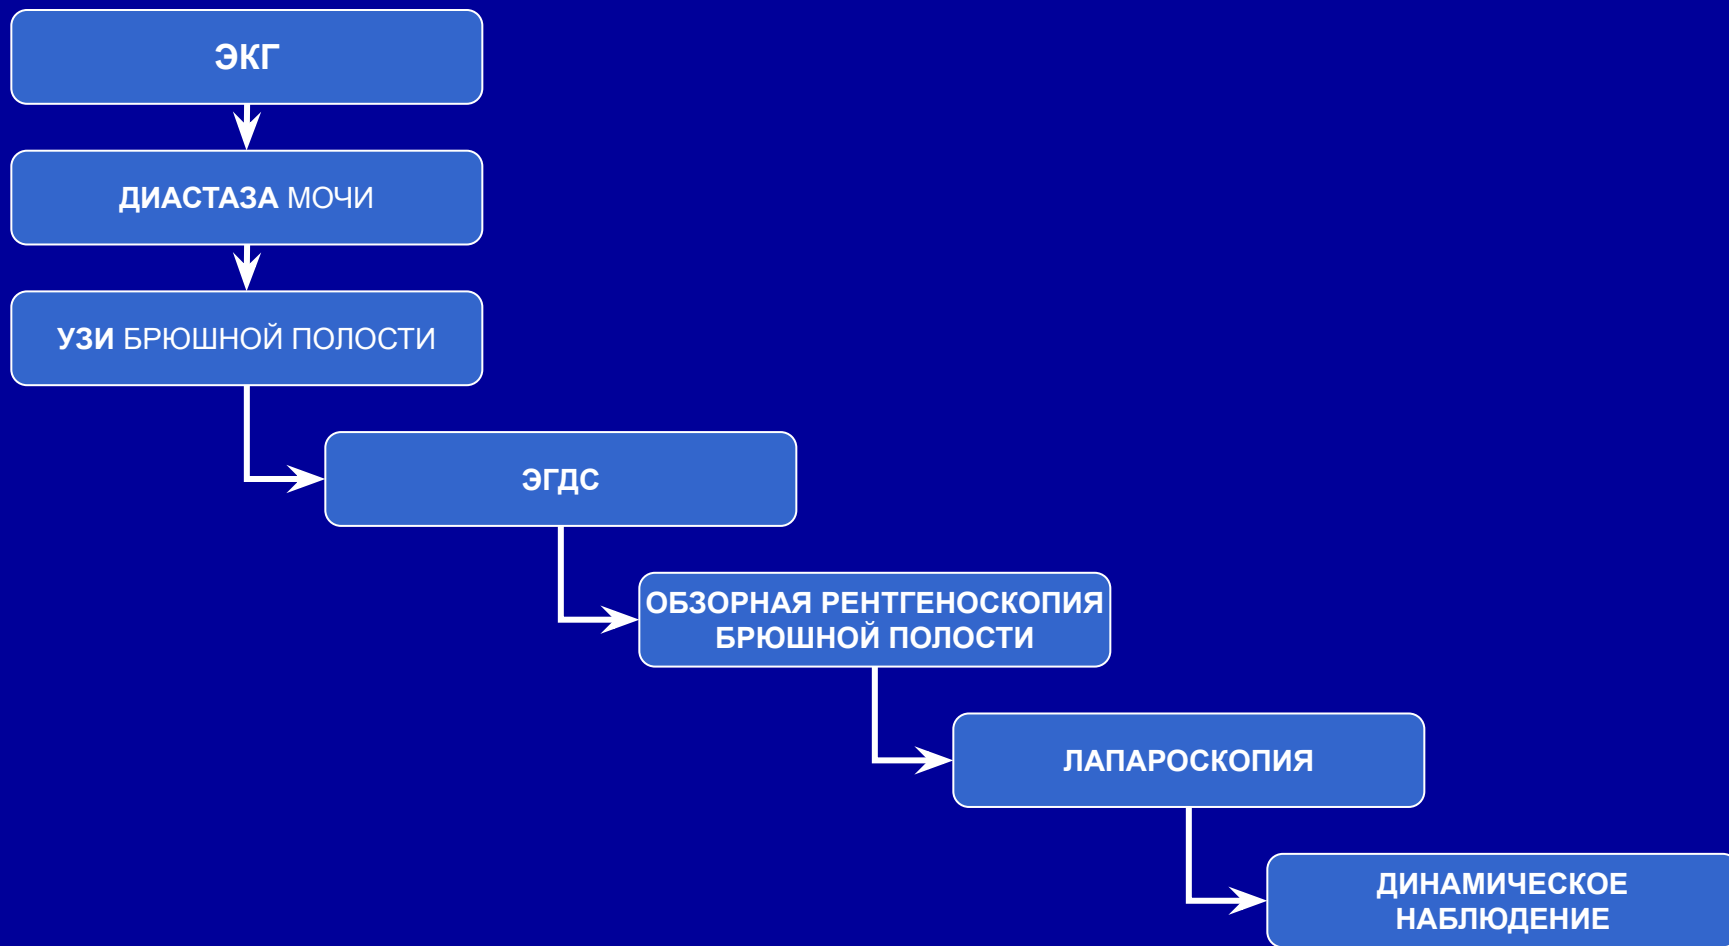 ЭКГ
ДИАСТАЗА МОЧИ
УЗИ БРЮШНОЙ ПОЛОСТИ
ЭГДС
ОБЗОРНАЯ РЕНТГЕНОСКОПИЯ
БРЮШНОЙ ПОЛОСТИ
ЛАПАРОСКОПИЯ
ДИНАМИЧЕСКОЕ
НАБЛЮДЕНИЕ